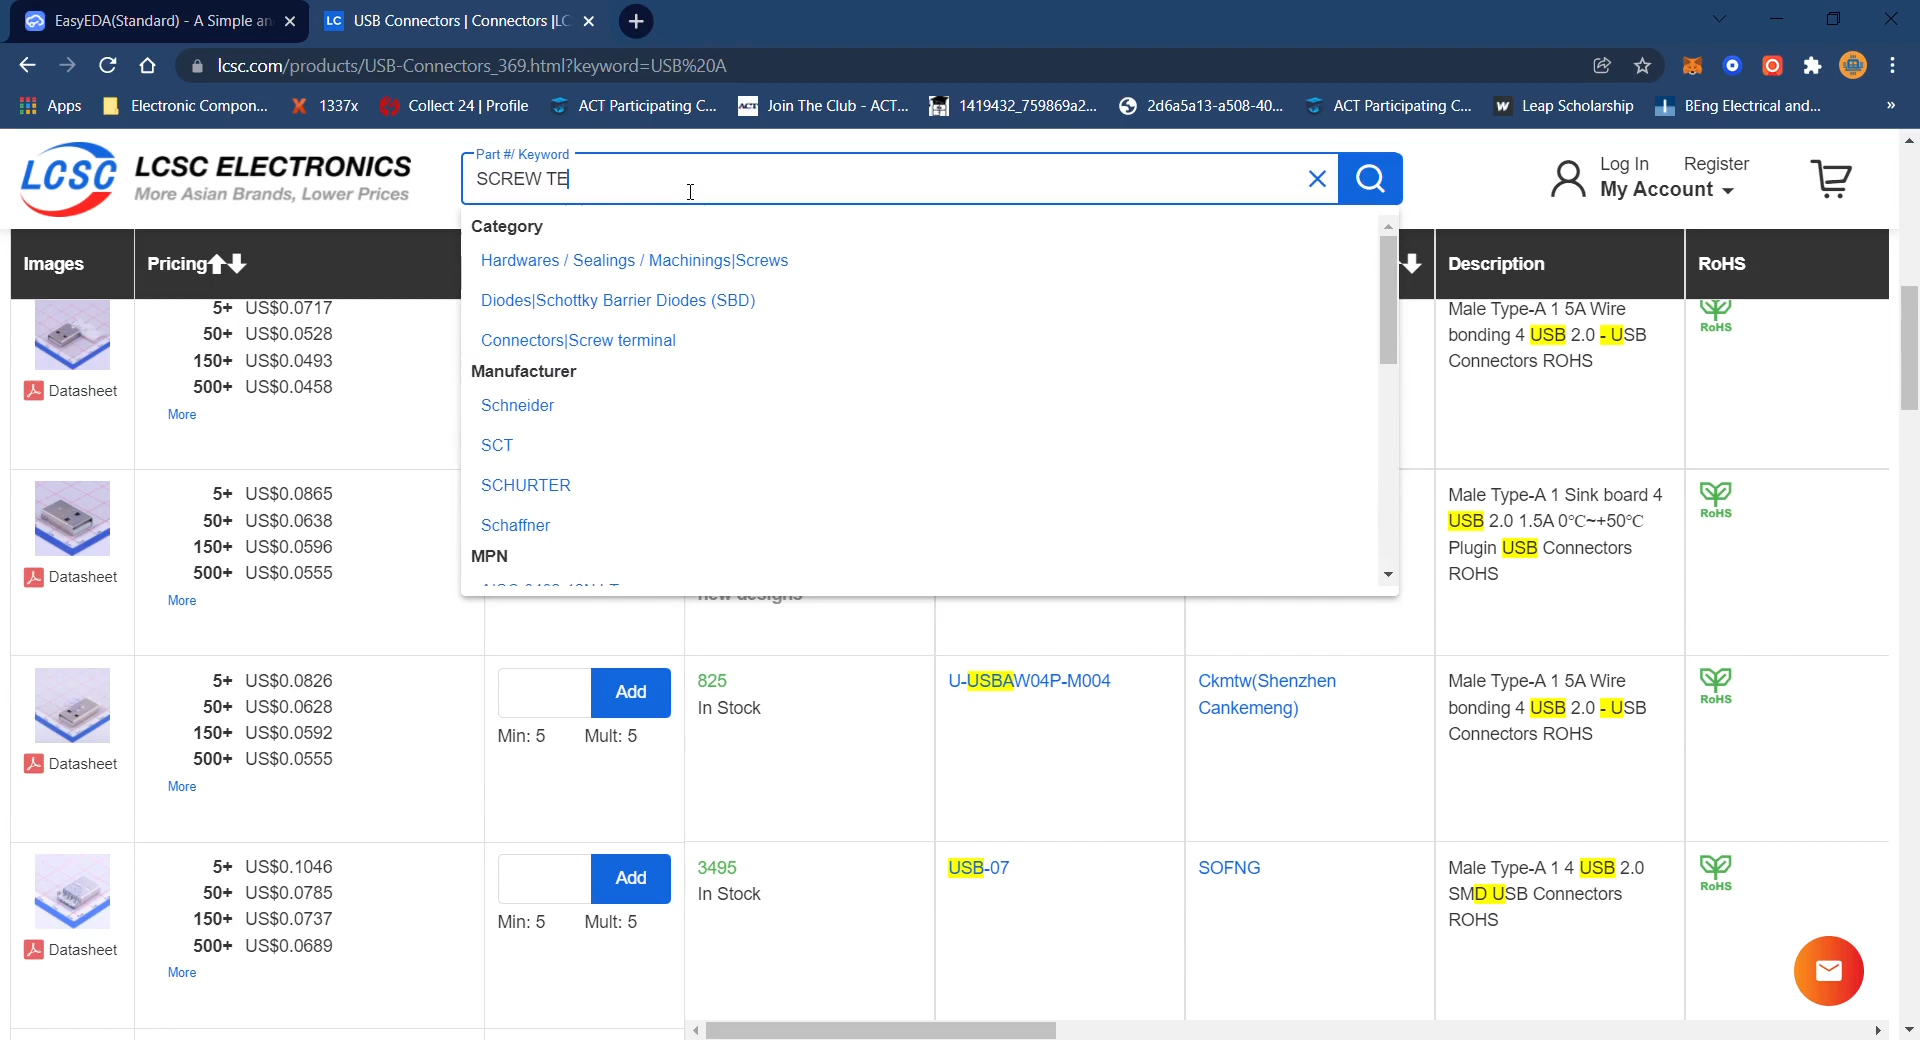 EasyEDA(Standard) - A Simple an
LC USB Connectors | Connectors |LC
lcsc.com/products/USB-Connectors_369.html?keyword=USB%20A
Apps
Electronic Compon...
1337x
Collect 24 | Profile
ACT Participating C...
ACT Join The Club - ACT...
1419432_759869a2...
2d6a5a13-a508-40...
ACT Participating C...
W Leap Scholarship
BEng Electrical and...
»
LCSC LCSC ELECTRONICS
More Asian Brands, Lower Prices
Part #/ Keyword
SCREW TE
Log In Register
My Account
Category
Hardwares / Sealings / Machinings|Screws
Diodes|Schottky Barrier Diodes (SBD)
Connectors|Screw terminal
Manufacturer
Schneider
SCT
SCHURTER
Schaffner
MPN
Images Pricing Description RoHS
5+ US$0.0717
50+ US$0.0528
150+ US$0.0493
500+ US$0.0458
More
Datasheet
Male Type-A 1 5A Wire
bonding 4 USB 2.0 - USB
Connectors ROHS
RoHS
5+ US$0.0865
50+ US$0.0638
150+ US$0.0596
500+ US$0.0555
More
Datasheet
new designs
Male Type-A 1 Sink board 4
USB 2.0 1.5A 0°C~+50°C
Plugin USB Connectors
ROHS
RoHS
5+ US$0.0826
50+ US$0.0628
150+ US$0.0592
500+ US$0.0555
More
Datasheet
Add
Min: 5 Mult: 5
825
In Stock
U-USBAW04P-M004
Ckmtw(Shenzhen
Cankemeng)
Male Type-A 1 5A Wire
bonding 4 USB 2.0 - USB
Connectors ROHS
RoHS
5+ US$0.1046
50+ US$0.0785
150+ US$0.0737
500+ US$0.0689
More
Datasheet
Add
Min: 5 Mult: 5
3495
In Stock
USB-07
SOFNG
Male Type-A 1 4 USB 2.0
SMD USB Connectors
ROHS
RoHS